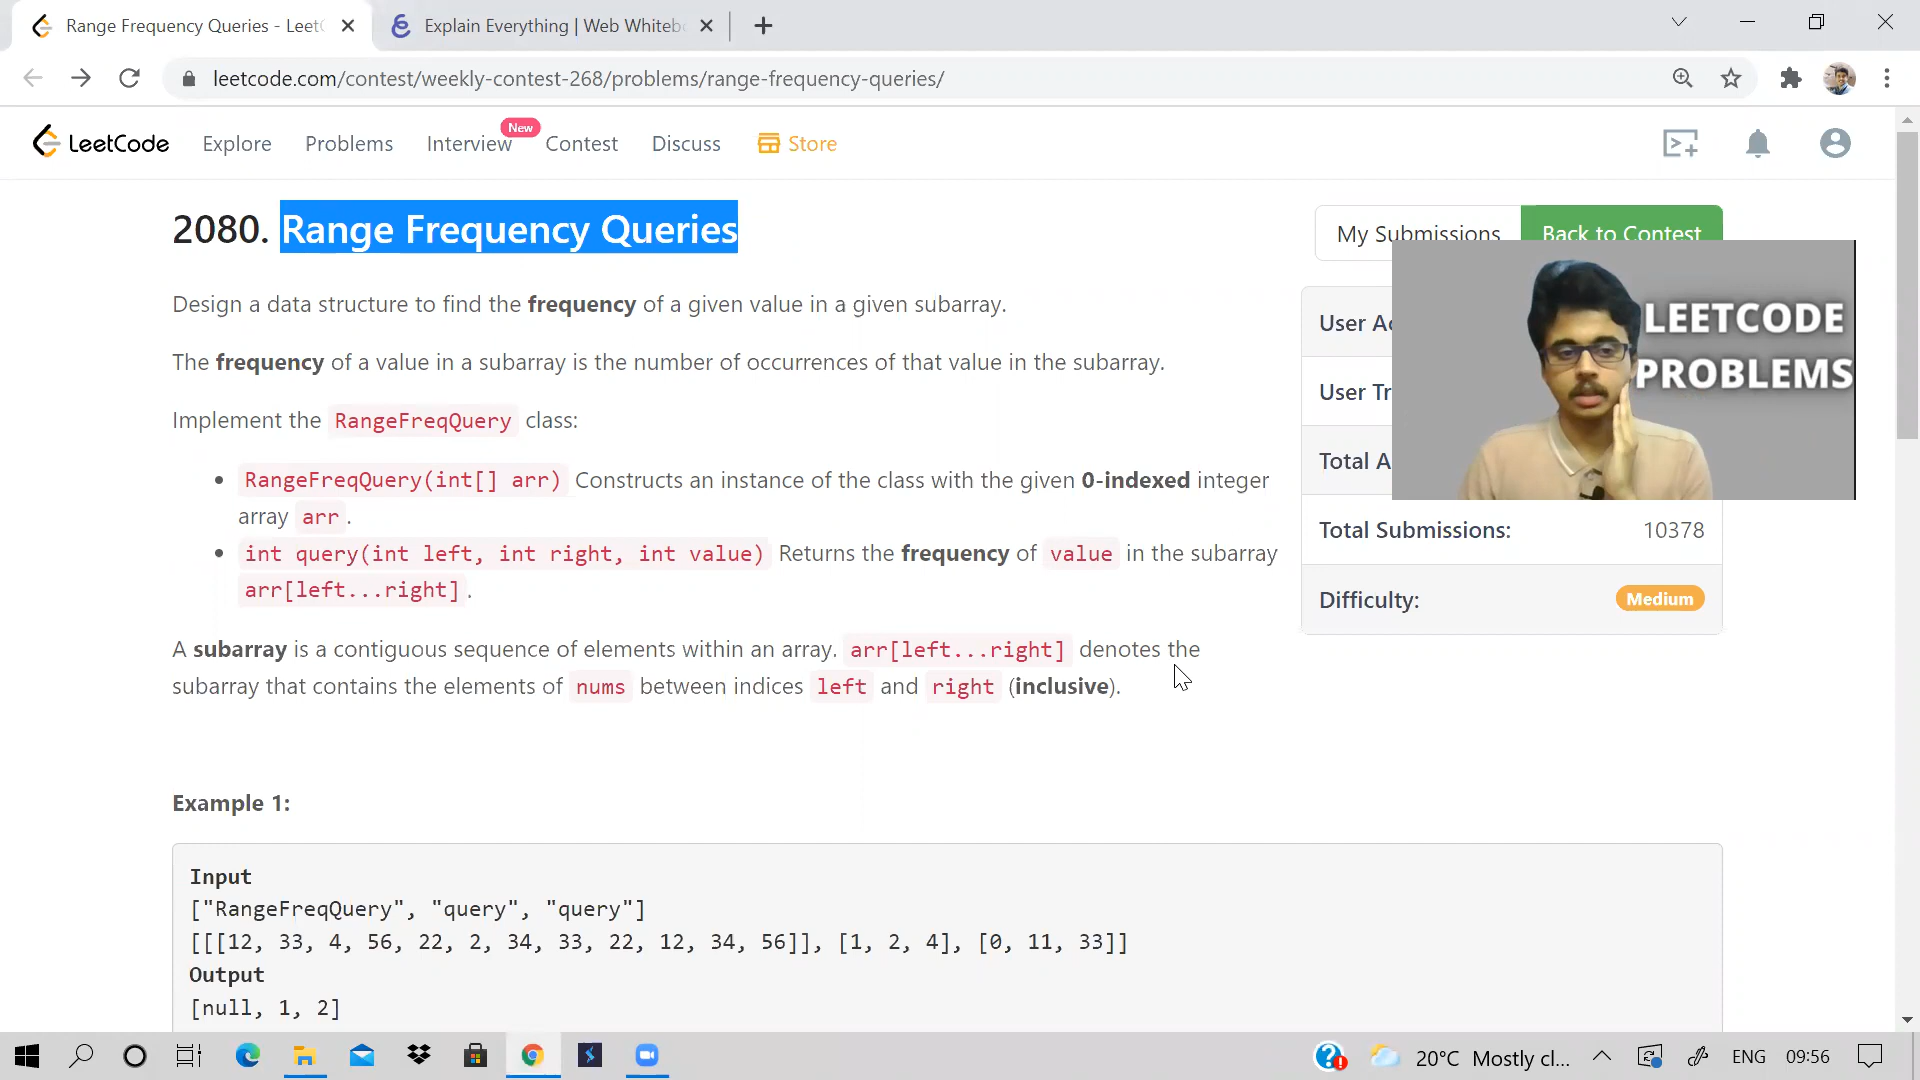 Range Frequency Queries - Leet
Explain Everything | Web Whiteb
leetcode.com/contest/weekly-contest-268/problems/range-frequency-queries/
LeetCode Explore Problems Interview New Contest Discuss Store
2080. Range Frequency Queries
My Submissions Back to Contest
Design a data structure to find the frequency of a given value in a given subarray.
The frequency of a value in a subarray is the number of occurrences of that value in the subarray.
Implement the RangeFreqQuery class:
• RangeFreqQuery(int[] arr) Constructs an instance of the class with the given 0-indexed integer
array arr .
• int query(int left, int right, int value) Returns the frequency of value in the subarray
arr[left...right] .
A subarray is a contiguous sequence of elements within an array. arr[left...right] denotes the
subarray that contains the elements of nums between indices left and right (inclusive).
User Ac
User Tr
Total A
Total Submissions: 10378
Difficulty: Medium
LEETCODE
PROBLEMS
Example 1:
Input
["RangeFreqQuery", "query", "query"]
[[[12, 33, 4, 56, 22, 2, 34, 33, 22, 12, 34, 56]], [1, 2, 4], [0, 11, 33]]
Output
[null, 1, 2]
20°C Mostly cl... ENG 09:56